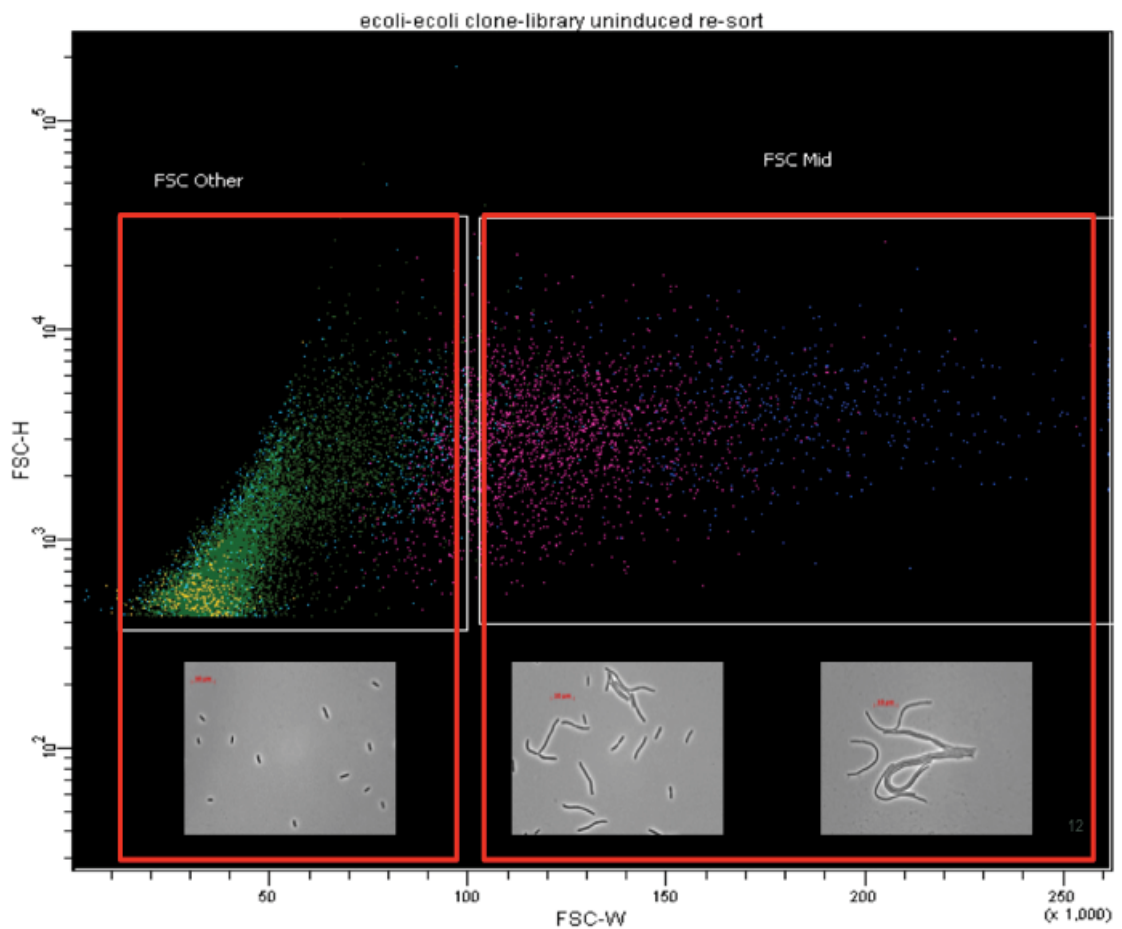 ecoli-ecoli clone-library uninduced re-sort
FSC Other
FSC Mid
FSC-H
10^5
10^4
10^3
10^2
12
50
100
150
200
250
(x 1,000)
FSC-W